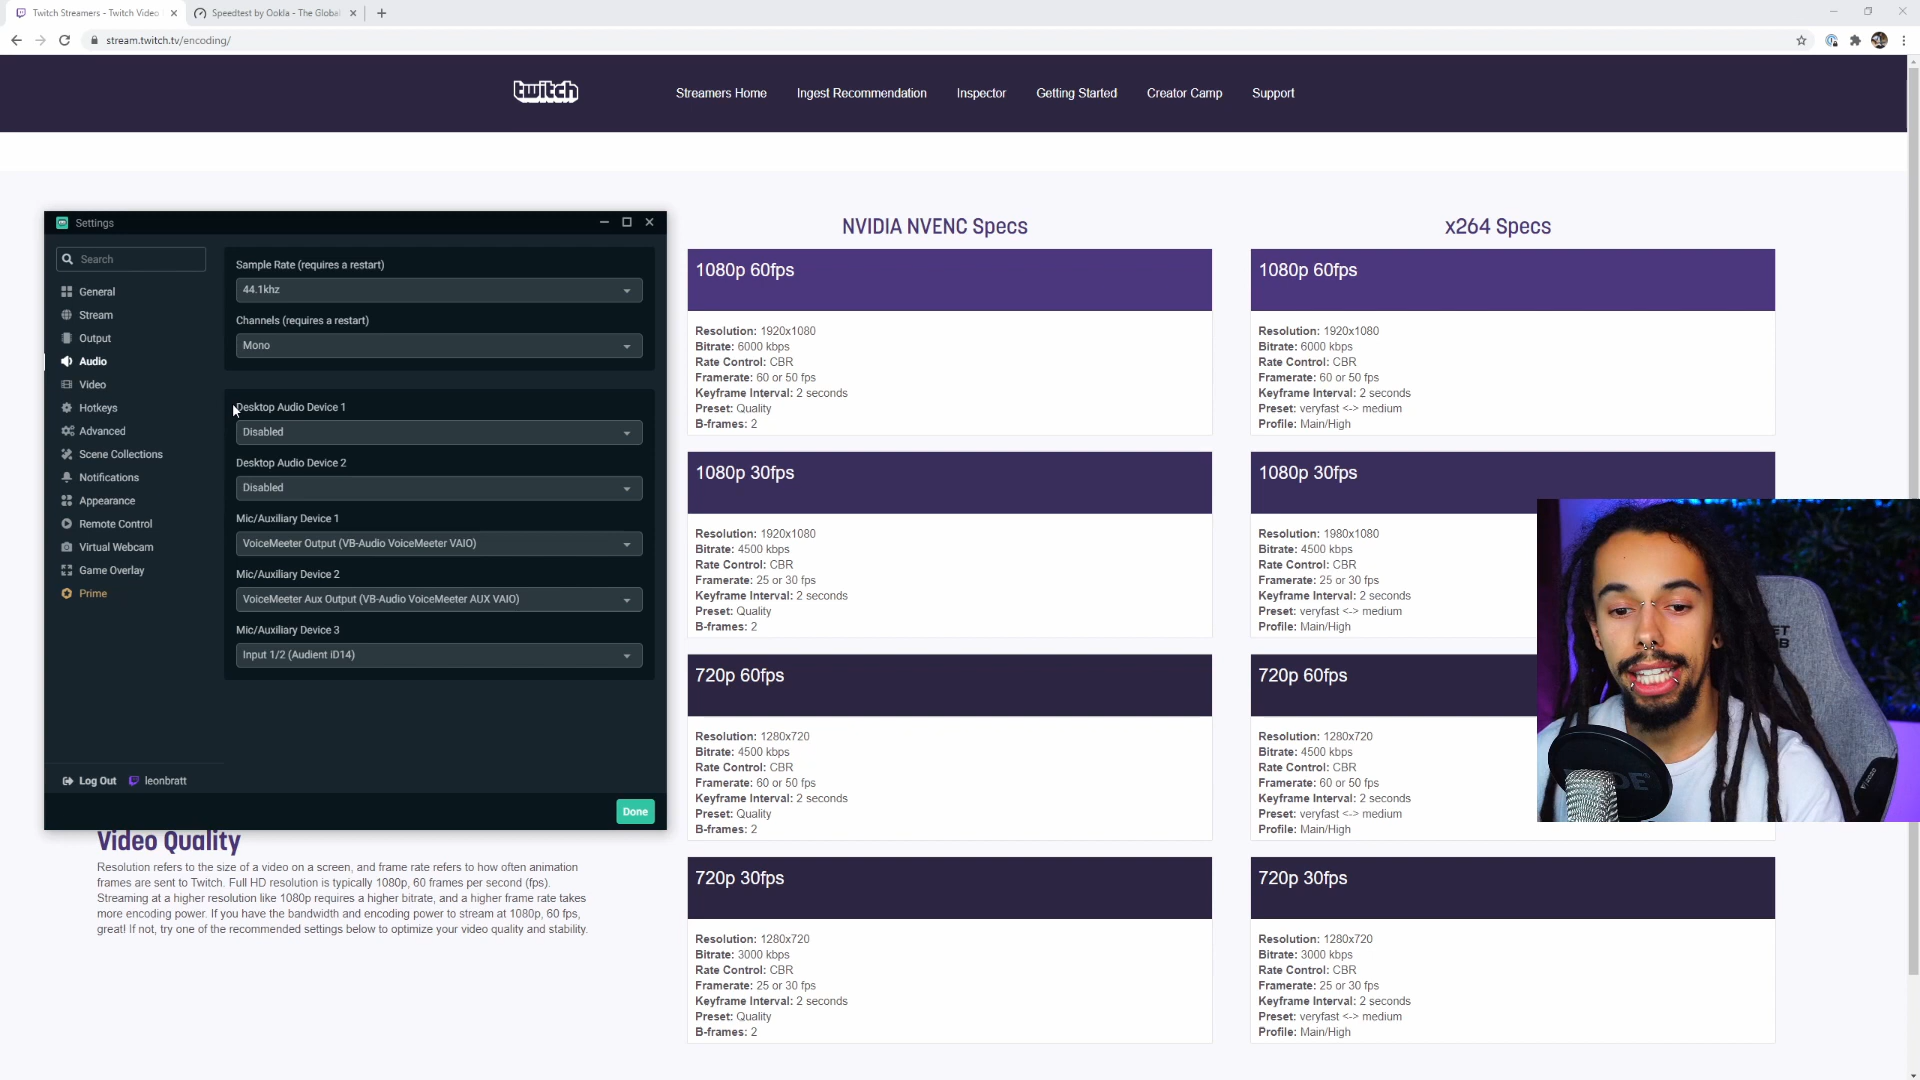 Twitch Streamers - Twitch Video
Speedtest by Ookla - The Global
stream.twitch.tv/encoding/
twitch
Streamers Home
Ingest Recommendation
Inspector
Getting Started
Creator Camp
Support
Settings
Search
General
Stream
Output
Audio
Video
Hotkeys
Advanced
Scene Collections
Notifications
Appearance
Remote Control
Virtual Webcam
Game Overlay
Prime
Log Out
leonbratt
Sample Rate (requires a restart)
44.1khz
Channels (requires a restart)
Mono
Desktop Audio Device 1
Disabled
Desktop Audio Device 2
Disabled
Mic/Auxiliary Device 1
VoiceMeeter Output (VB-Audio VoiceMeeter VAIO)
Mic/Auxiliary Device 2
VoiceMeeter Aux Output (VB-Audio VoiceMeeter AUX VAIO)
Mic/Auxiliary Device 3
Input 1/2 (Audient iD14)
Done
Video Quality
Resolution refers to the size of a video on a screen, and frame rate refers to how often animation
frames are sent to Twitch. Full HD resolution is typically 1080p, 60 frames per second (fps).
Streaming at a higher resolution like 1080p requires a higher bitrate, and a higher frame rate takes
more encoding power. If you have the bandwidth and encoding power to stream at 1080p, 60 fps,
great! If not, try one of the recommended settings below to optimize your video quality and stability.
NVIDIA NVENC Specs
1080p 60fps
Resolution: 1920x1080
Bitrate: 6000 kbps
Rate Control: CBR
Framerate: 60 or 50 fps
Keyframe Interval: 2 seconds
Preset: Quality
B-frames: 2
1080p 30fps
Resolution: 1920x1080
Bitrate: 4500 kbps
Rate Control: CBR
Framerate: 25 or 30 fps
Keyframe Interval: 2 seconds
Preset: Quality
B-frames: 2
720p 60fps
Resolution: 1280x720
Bitrate: 4500 kbps
Rate Control: CBR
Framerate: 60 or 50 fps
Keyframe Interval: 2 seconds
Preset: Quality
B-frames: 2
720p 30fps
Resolution: 1280x720
Bitrate: 3000 kbps
Rate Control: CBR
Framerate: 25 or 30 fps
Keyframe Interval: 2 seconds
Preset: Quality
B-frames: 2
x264 Specs
1080p 60fps
Resolution: 1920x1080
Bitrate: 6000 kbps
Rate Control: CBR
Framerate: 60 or 50 fps
Keyframe Interval: 2 seconds
Preset: veryfast <-> medium
Profile: Main/High
1080p 30fps
Resolution: 1980x1080
Bitrate: 4500 kbps
Rate Control: CBR
Framerate: 25 or 30 fps
Keyframe Interval: 2 seconds
Preset: veryfast <-> medium
Profile: Main/High
720p 60fps
Resolution: 1280x720
Bitrate: 4500 kbps
Rate Control: CBR
Framerate: 60 or 50 fps
Keyframe Interval: 2 seconds
Preset: veryfast <-> medium
Profile: Main/High
720p 30fps
Resolution: 1280x720
Bitrate: 3000 kbps
Rate Control: CBR
Framerate: 25 or 30 fps
Keyframe Interval: 2 seconds
Preset: veryfast <-> medium
Profile: Main/High